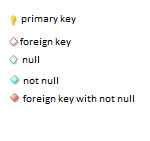 primary key
foreign key
null
not null
foreign key with not null